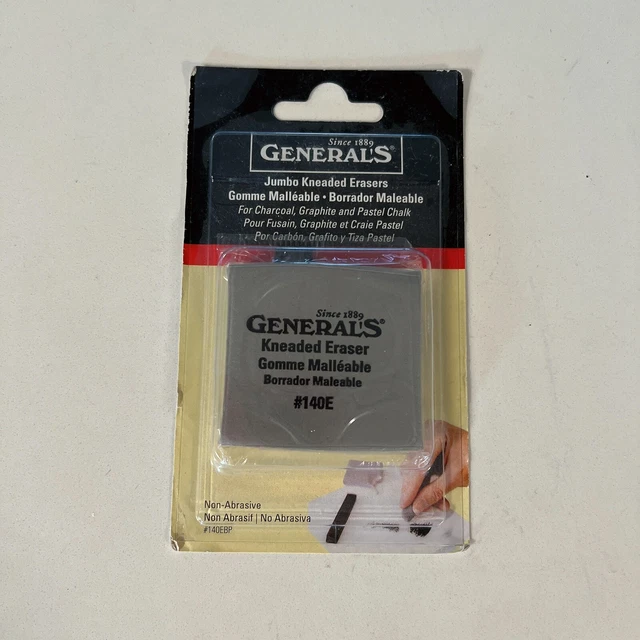 Since 1889
GENERAL'S®
Jumbo Kneaded Erasers
Gomme Malléable • Borrador Maleable
For Charcoal, Graphite and Pastel Chalk
Pour Fusain, Graphite et Craie Pastel
Por Carbón, Grafito y Tiza Pastel
Since 1889
GENERAL'S®
Kneaded Eraser
Gomme Malléable
Borrador Maleable
#140E
Non-Abrasive
Non Abrasif | No Abrasiva
#140EBP